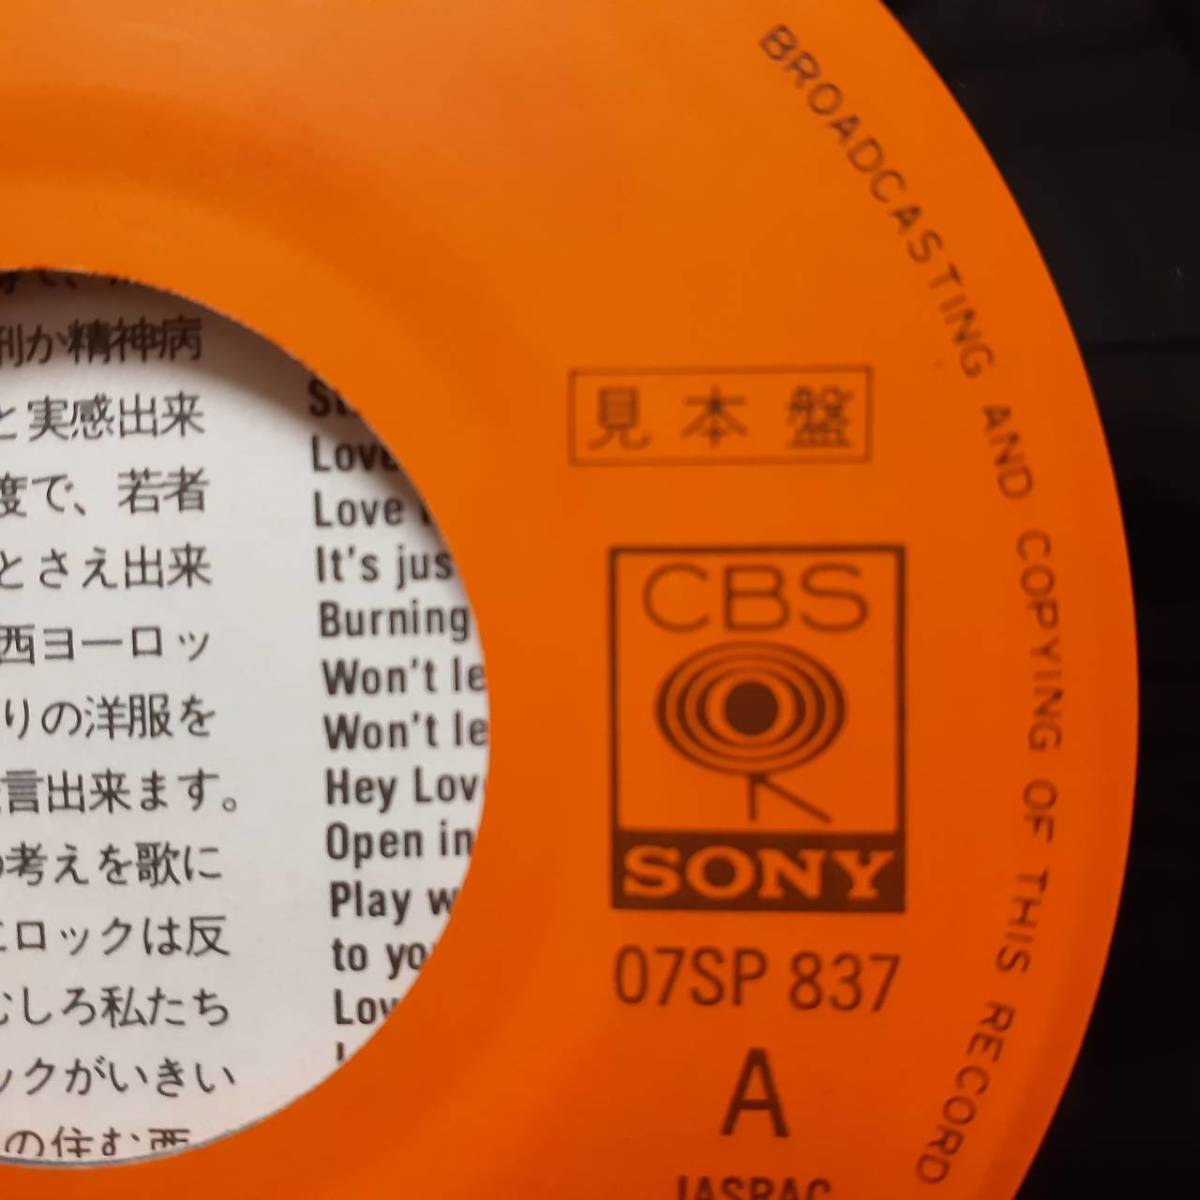 刑か精神病
と実感出来
度で、若者
とさえ出来
西ヨーロッ
りの洋服を
言出来ます。
の考えを歌に
にロックは反
むしろ私たち
ックがいきい
の住む西
Love
Love
It's jus
Burning
Won't le
Won't le
Hey Lov
Open in
Play w
to yo
Lov
BROADCASTING AND COPYING OF THIS RECORD
見本盤
CBS
SONY
07SP 837
A
JASRAC